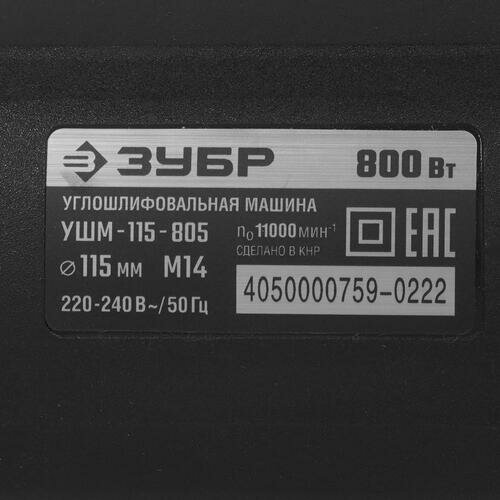 ЗУБР 800 Вт
УГЛОШЛИФОВАЛЬНАЯ МАШИНА
УШМ-115-805 n₀ 11000 МИН⁻¹
СДЕЛАНО В КНР
EAC
⌀ 115 ММ М14
4050000759-0222
220-240 В~/50 Гц